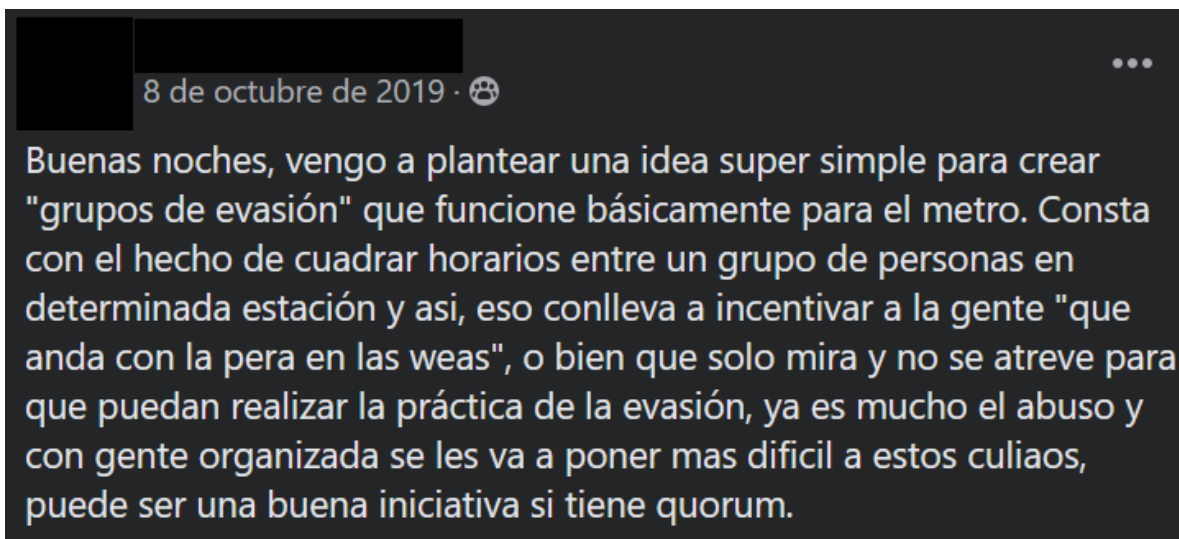 8 de octubre de 2019 ·
Buenas noches, vengo a plantear una idea super simple para crear
"grupos de evasión" que funcione básicamente para el metro. Consta
con el hecho de cuadrar horarios entre un grupo de personas en
determinada estación y asi, eso conlleva a incentivar a la gente "que
anda con la pera en las weas", o bien que solo mira y no se atreve para
que puedan realizar la práctica de la evasión, ya es mucho el abuso y
con gente organizada se les va a poner mas dificil a estos culiaos,
puede ser una buena iniciativa si tiene quorum.